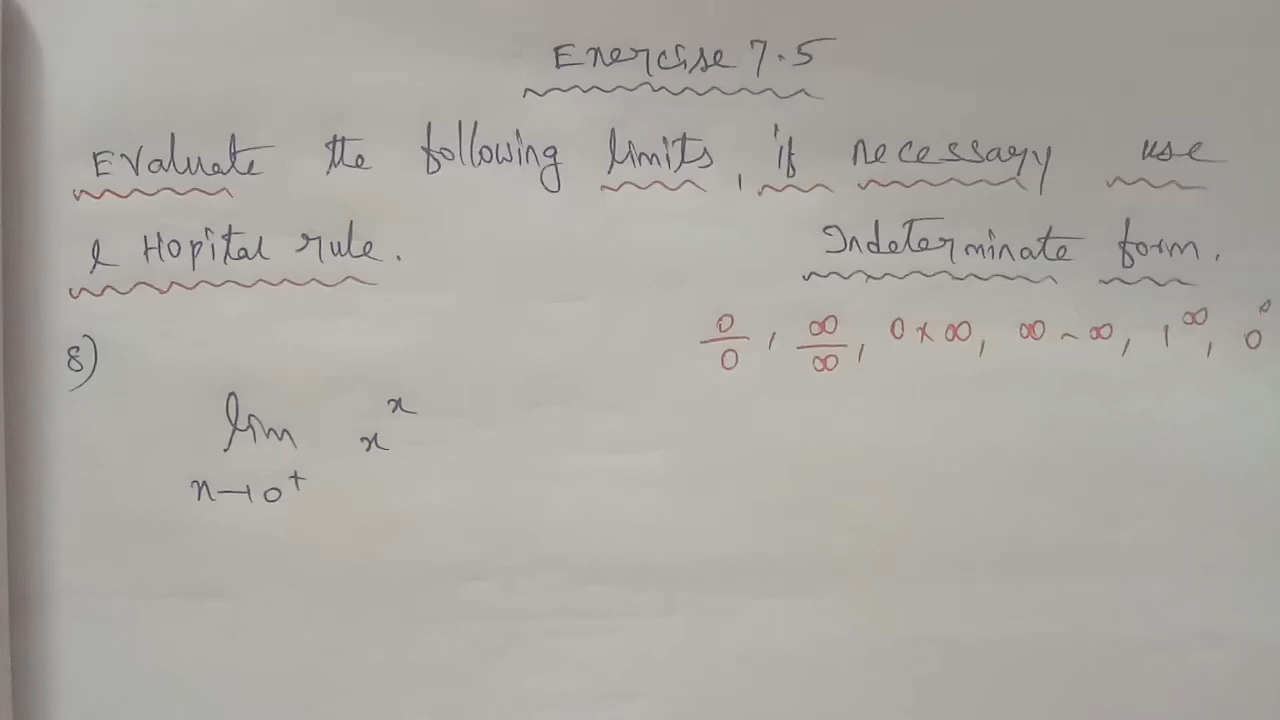 Exercise 7.5
Evaluate the following limits, if necessary use
l Hopital rule. Indeterminate form.
0/0, ∞/∞, 0 x ∞, ∞ - ∞, 1^∞, 0^0
8)
lim x^x
x→0+